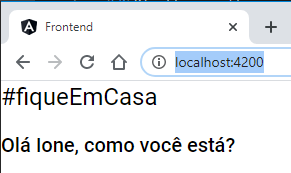 Frontend
localhost:4200
#fiqueEmCasa
Olá Ione, como você está?